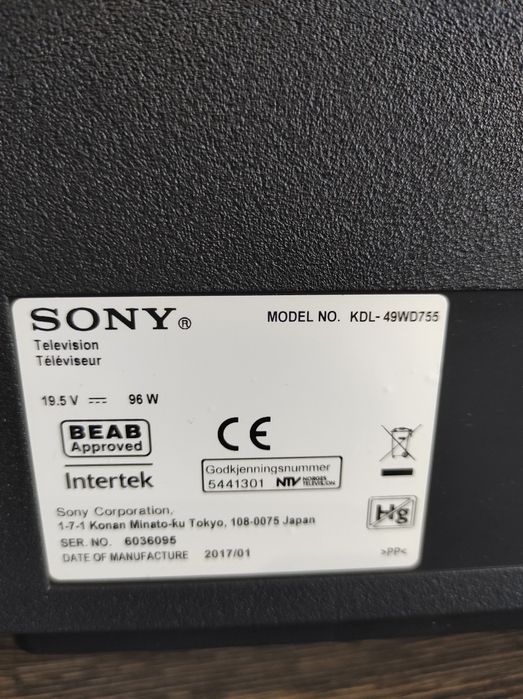 SONY®
MODEL NO. KDL-49WD755
Television
Téléviseur
19.5 V ⎓ 96 W
BEAB
Approved
CE
Intertek
Godkjenningsnummer
5441301 NTV NORGES TELEVISION
Sony Corporation,
1-7-1 Konan Minato-ku Tokyo, 108-0075 Japan
Hg
SER. NO. 6036095
DATE OF MANUFACTURE 2017/01
>PP<